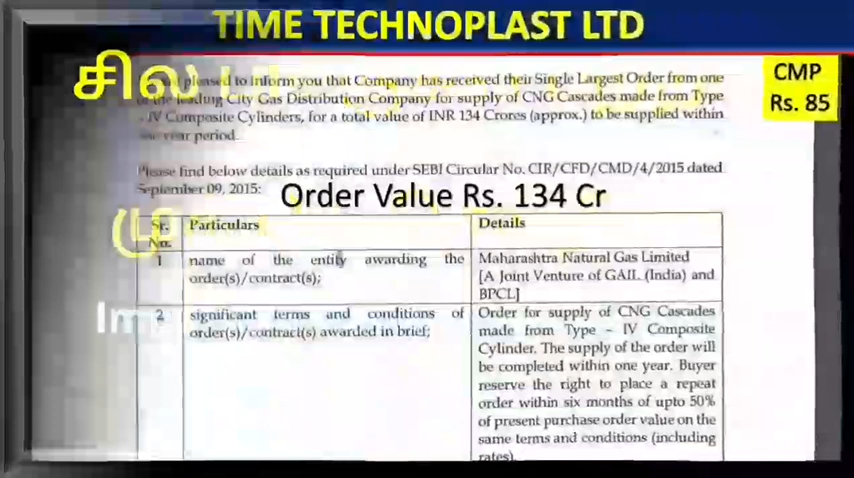 TIME TECHNOPLAST LTD
CMP
Rs. 85
சில
pleased to inform you that Company has received their Single Largest Order from one
of the leading City Gas Distribution Company for supply of CNG Cascades made from Type
- IV Composite Cylinders, for a total value of INR 134 Crores (approx.) to be supplied within
one year period.
Please find below details as required under SEBI Circular No. CIR/CFD/CMD/4/2015 dated
September 09, 2015:
Order Value Rs. 134 Cr
Sr. No.
Particulars
Details
1
name of the entity awarding the
order(s)/contract(s);
Maharashtra Natural Gas Limited
[A Joint Venture of GAIL (India) and
BPCL]
2
significant terms and conditions of
order(s)/contract(s) awarded in brief;
Order for supply of CNG Cascades
made from Type - IV Composite
Cylinder. The supply of the order will
be completed within one year. Buyer
reserve the right to place a repeat
order within six months of upto 50%
of present purchase order value on the
same terms and conditions (including
rates).